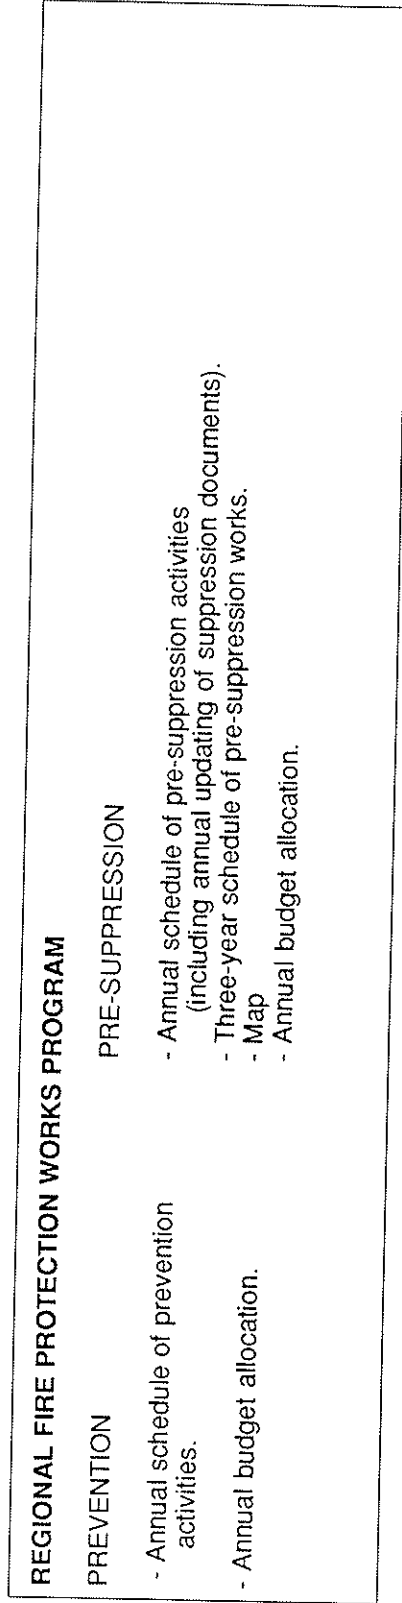 REGIONAL FIRE PROTECTION WORKS PROGRAM
PREVENTION
- Annual schedule of prevention
activities.
- Annual budget allocation.
PRE-SUPPRESSION
- Annual schedule of pre-suppression activities
(including annual updating of suppression documents).
- Three-year schedule of pre-suppression works.
- Map
- Annual budget allocation.